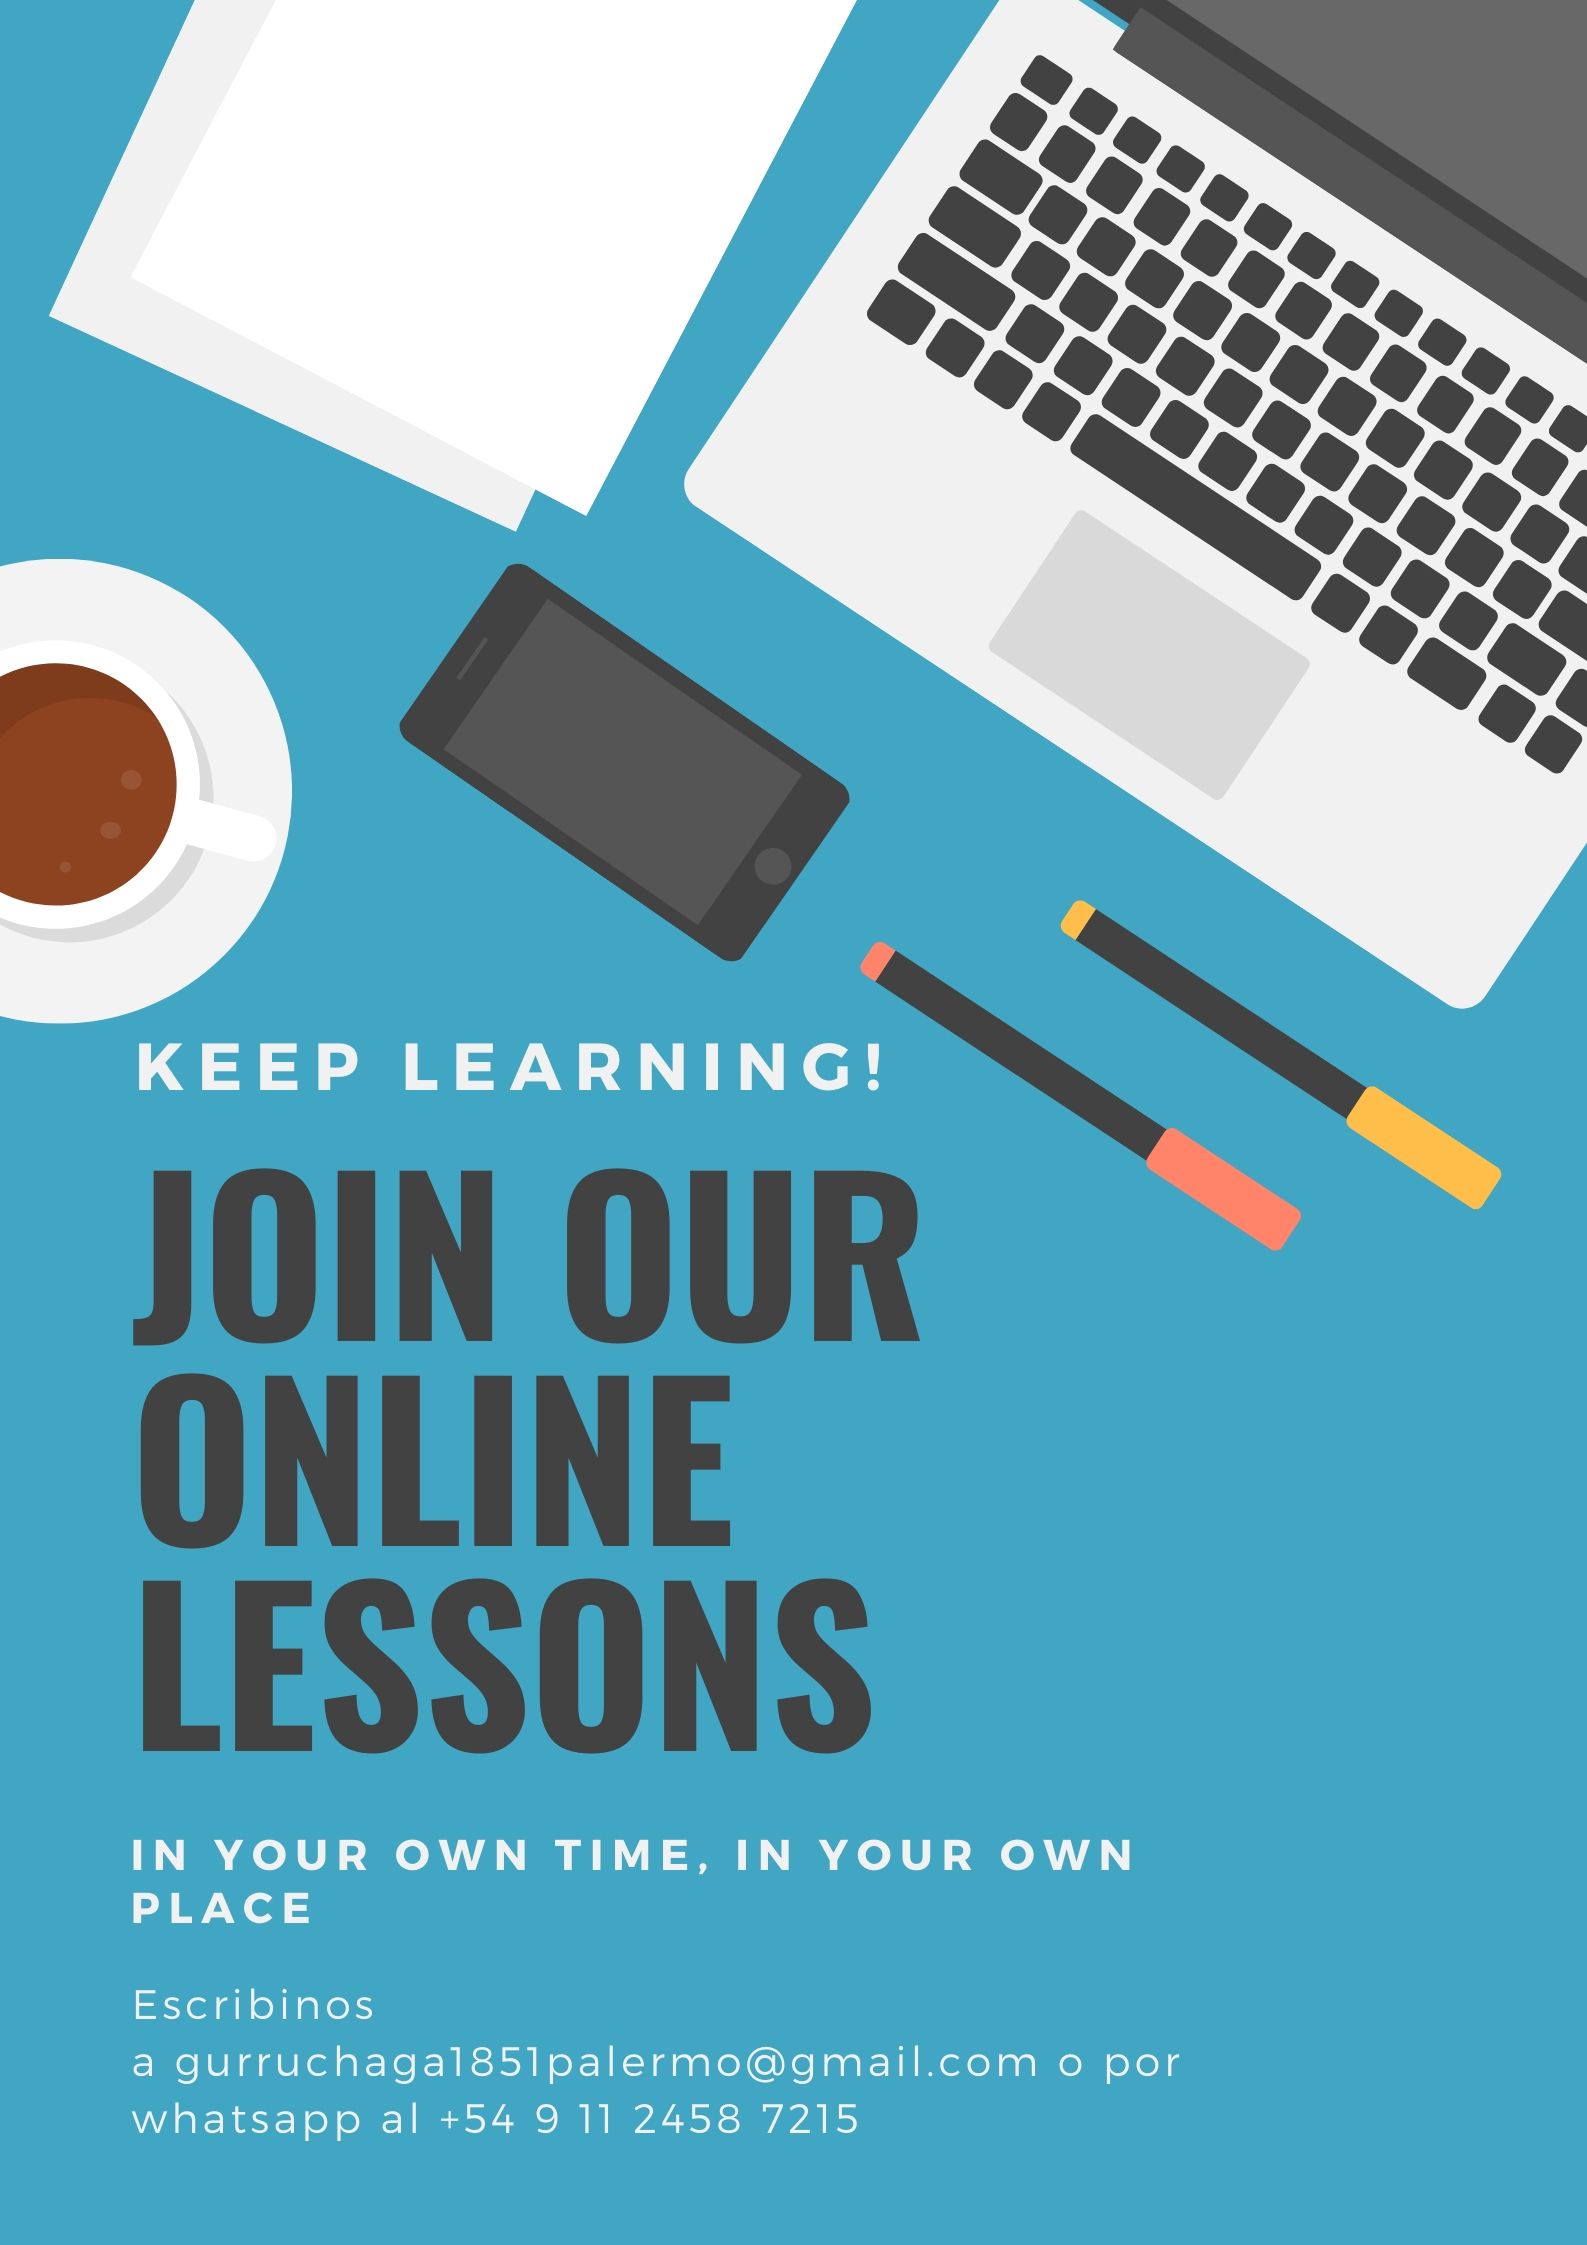 KEEP LEARNING!
JOIN OUR
ONLINE
LESSONS
IN YOUR OWN TIME, IN YOUR OWN
PLACE
Escribinos
a gurruchaga1851palermo@gmail.com o por
whatsapp al +54 9 11 2458 7215